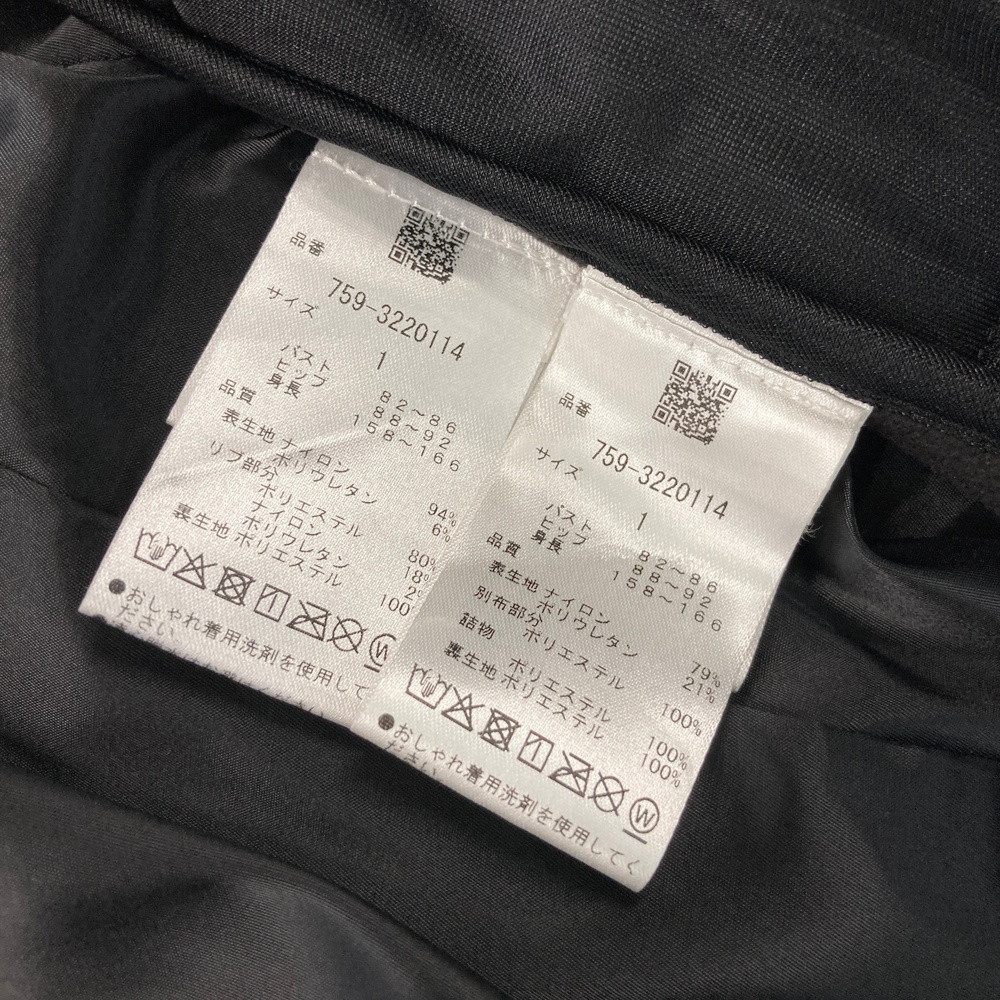 品番
759-3220114
サイズ
1
バスト 82～86
ヒップ 88～92
身長 158～166
品質
表生地 ナイロン 94%
ポリウレタン 6%
リブ部分
ポリエステル 80%
ナイロン 18%
ポリウレタン 2%
裏生地 ポリエステル 100
W
●おしゃれ着用洗剤を使用して
ださい
品番
759-3220114
サイズ
1
バスト 82～86
ヒップ 88～92
身長 158～166
品質
表生地 ナイロン 79%
ポリウレタン 21%
別布部分
ポリエステル 100%
詰物 ポリエステル 100%
裏生地 ポリエステル 100%
W
●おしゃれ着用洗剤を使用してく
ださい